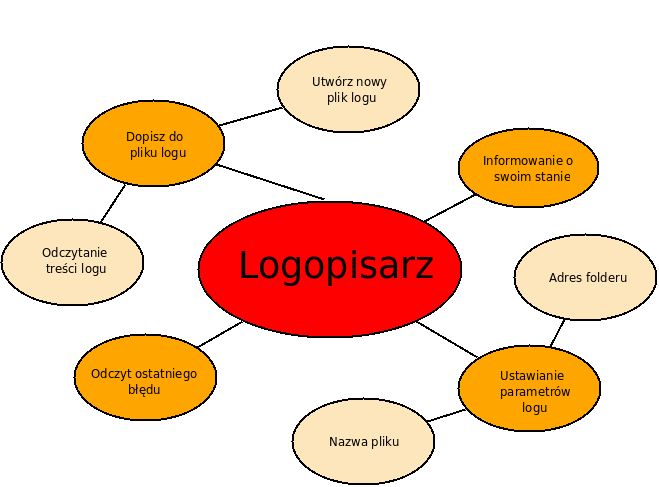 Utwórz nowy
plik logu
Dopisz do
pliku logu
Informowanie o
swoim stanie
Odczytanie
treści logu
Logopisarz
Adres folderu
Odczyt ostatniego
błędu
Ustawianie
parametrów
logu
Nazwa pliku